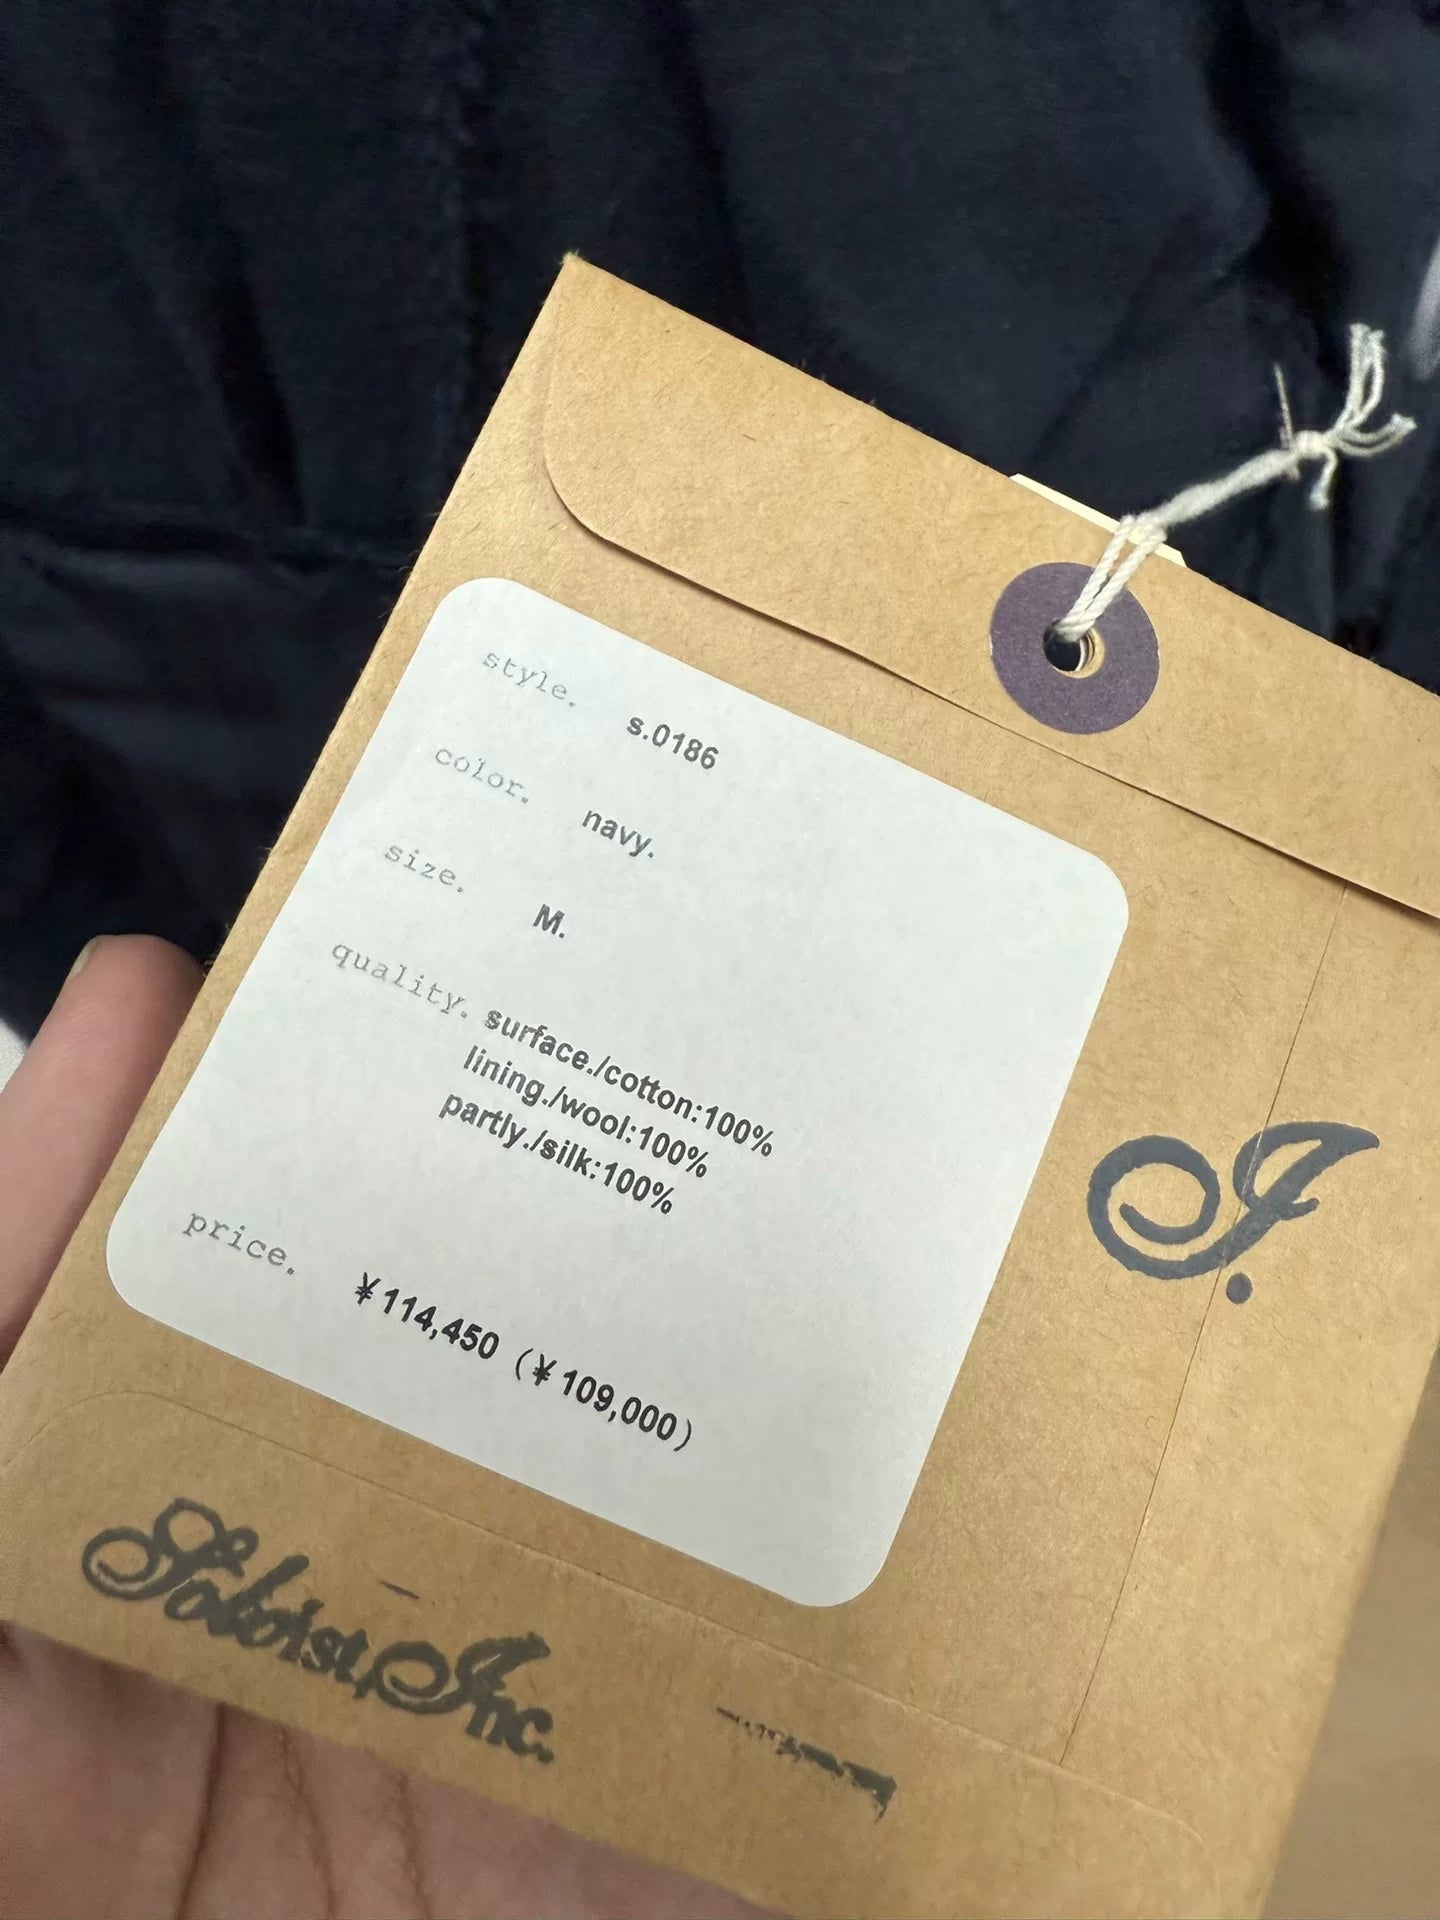 style. s.0186
color. navy.
size. M.
quality. surface./cotton:100%
lining./wool:100%
partly./silk:100%
price. ¥114,450（¥109,000）
I.
Soloist,Inc.